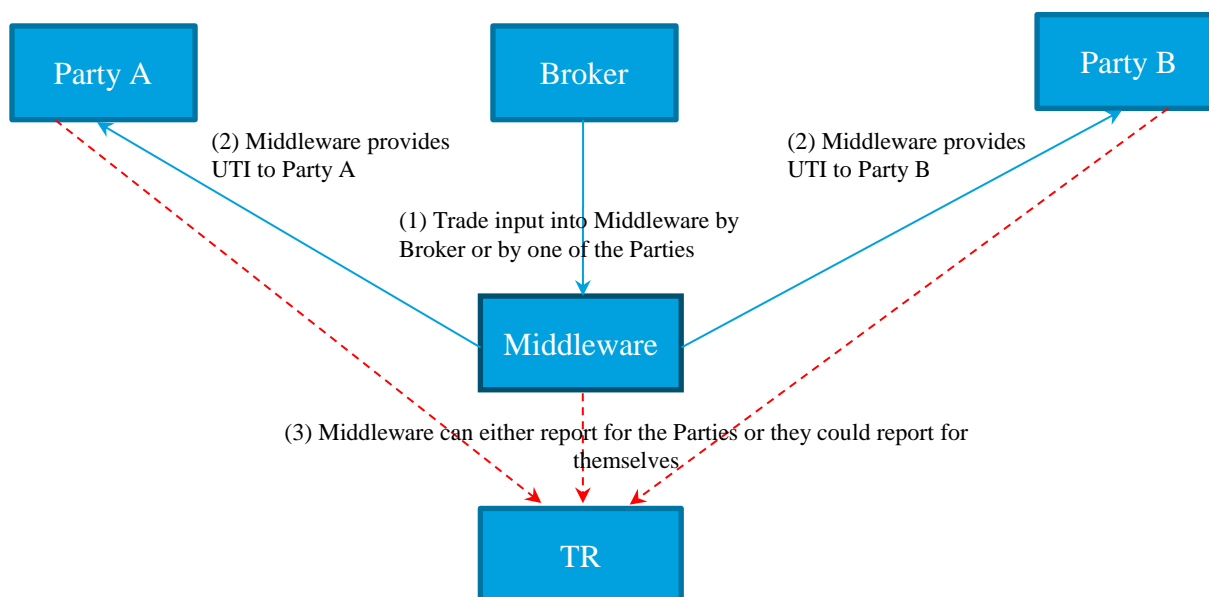 Party A
Broker
Party B
(2) Middleware provides
UTI to Party A
(2) Middleware provides
UTI to Party B
(1) Trade input into Middleware by
Broker or by one of the Parties
Middleware
(3) Middleware can either report for the Parties or they could report for
themselves
TR